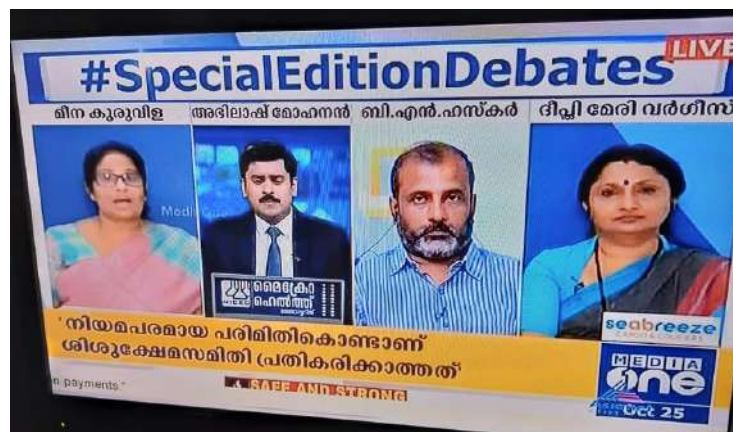 LIVE
#SpecialEditionDebates
മീന കുരുവിള
അഭിലാഷ് മോഹനൻ
ബി.എൻ.ഹസ്കർ
ദീപ്തി മേരി വർഗീസ്
മൈക്രോ
ഹെൽത്ത്
'നിയമപരമായ പരിമിതികൊണ്ടാണ്
ശിശുക്ഷേമസമിതി പ്രതികരിക്കാത്തത്'
seabreeze
MEDIA
one
Oct 25
payments."
SAFE AND STRONG